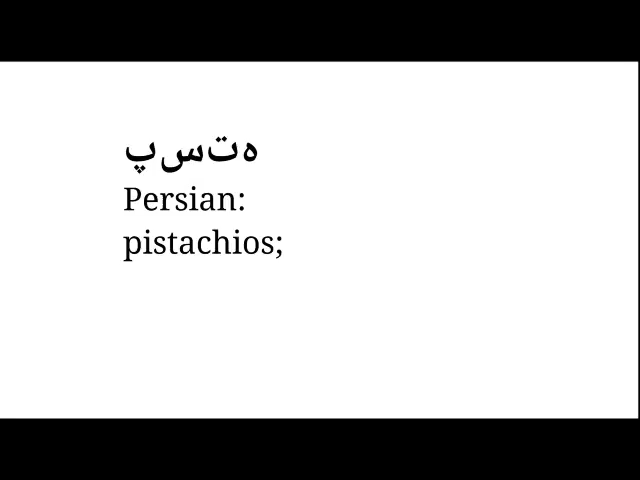 پسته
Persian:
pistachios;